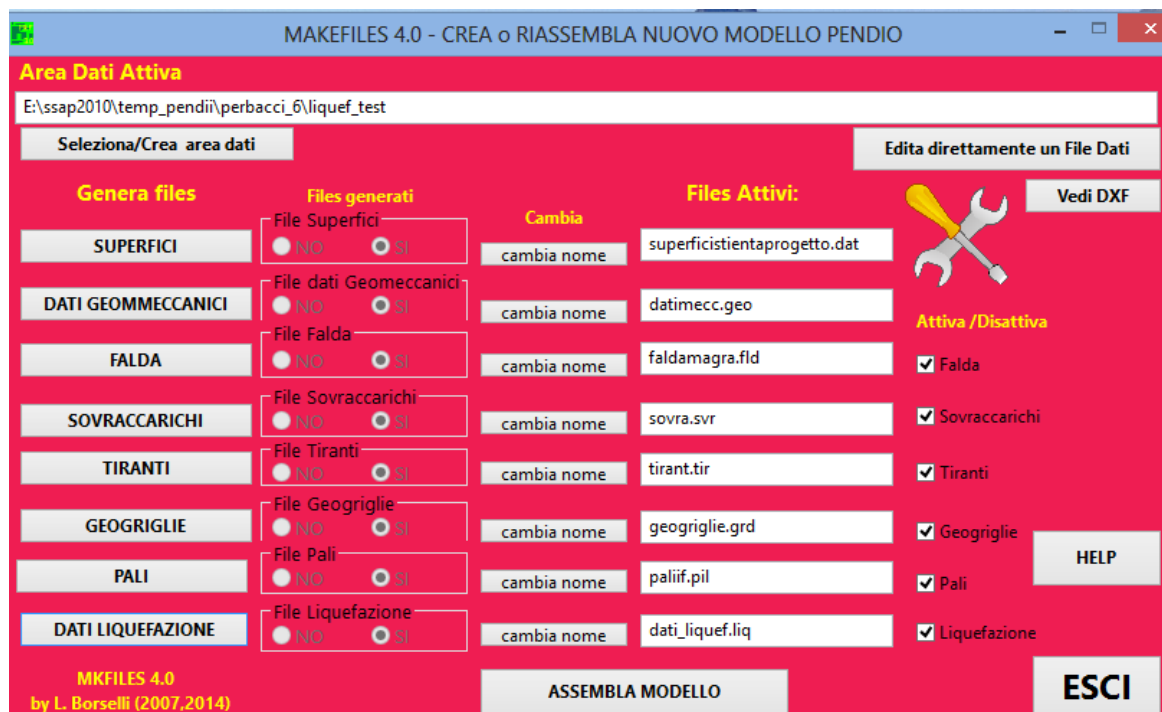 MAKEFILES 4.0 - CREA o RIASSEMBLA NUOVO MODELLO PENDIO
Area Dati Attiva
E:\ssap2010\temp_pendii\perbacci_6\liquef_test
Seleziona/Crea area dati
Edita direttamente un File Dati
Genera files
Files generati
Cambia
Files Attivi:
Vedi DXF
SUPERFICI
File Superfici
NO SI
cambia nome
superficistientaprogetto.dat
DATI GEOMMECCANICI
File dati Geomeccanici
NO SI
cambia nome
datimecc.geo
Attiva /Disattiva
FALDA
File Falda
NO SI
cambia nome
faldamagra.fld
Falda
SOVRACCARICHI
File Sovraccarichi
NO SI
cambia nome
sovra.svr
Sovraccarichi
TIRANTI
File Tiranti
NO SI
cambia nome
tirant.tir
Tiranti
GEOGRIGLIE
File Geogriglie
NO SI
cambia nome
geogriglie.grd
Geogriglie
HELP
PALI
File Pali
NO SI
cambia nome
paliif.pil
Pali
DATI LIQUEFAZIONE
File Liquefazione
NO SI
cambia nome
dati_liquef.liq
Liquefazione
MKFILES 4.0
by L. Borselli (2007,2014)
ASSEMBLA MODELLO
ESCI